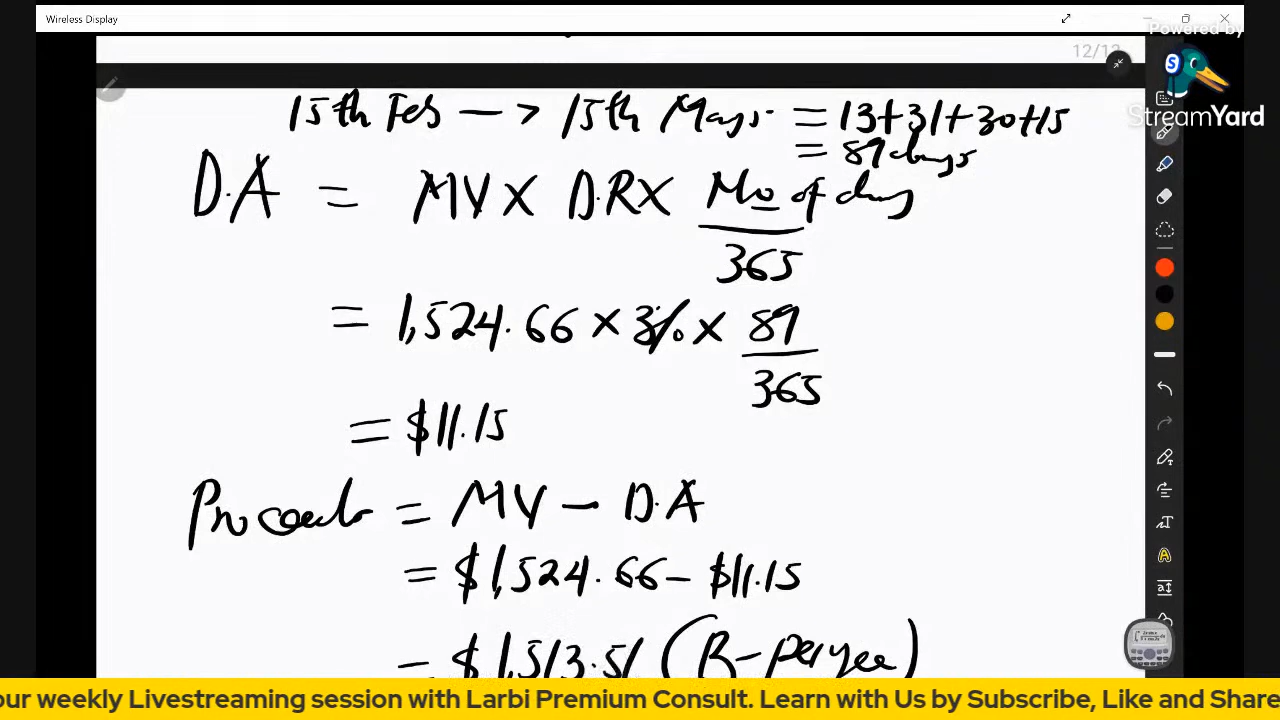 Wireless Display
Powered by
StreamYard
12/12
15th Feb —> 15th May = 13+31+30+15
= 89 days
D.A = MV X D.R X No of days
365
= 1,524.66 X 3% X 89
365
= $11.15
Proceeds = MV - D.A
= $1,524.66 - $11.15
= $1,513.51 (B-payee)
our weekly Livestreaming session with Larbi Premium Consult. Learn with Us by Subscribe, Like and Share